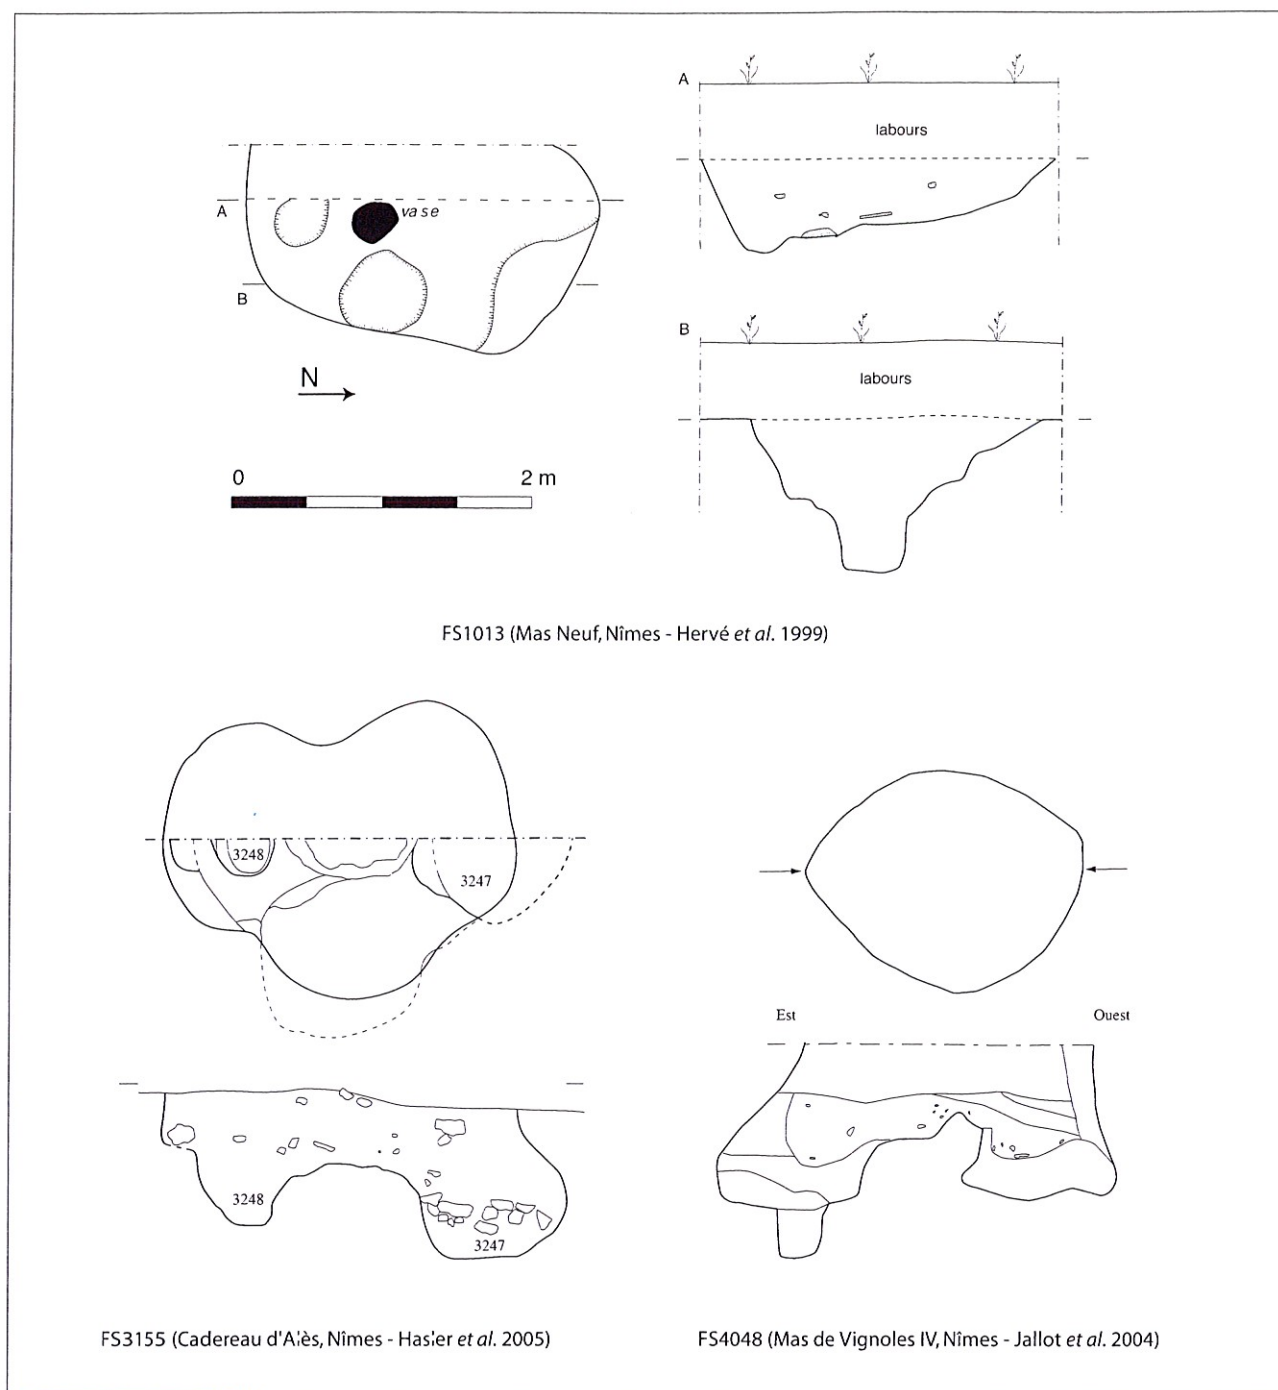 A
labours
A
vase
B
N
0 2 m
B
labours
FS1013 (Mas Neuf, Nîmes - Hervé et al. 1999)
3248
3247
Est Ouest
3248
3247
FS3155 (Cadereau d'Alès, Nîmes - Hasler et al. 2005)
FS4048 (Mas de Vignoles IV, Nîmes - Jallot et al. 2004)